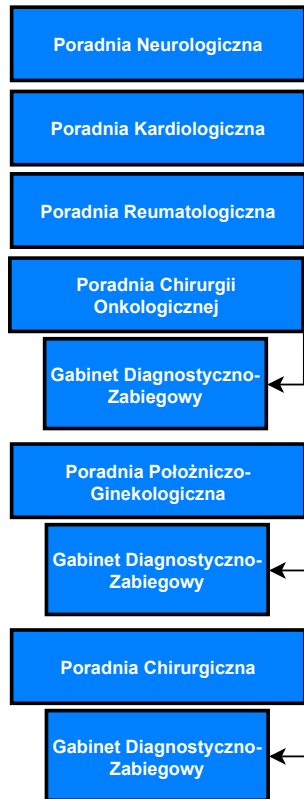 Poradnia Neurologiczna
Poradnia Kardiologiczna
Poradnia Reumatologiczna
Poradnia Chirurgii
Onkologicznej
Gabinet Diagnostyczno-
Zabiegowy
Poradnia Położniczo-
Ginekologiczna
Gabinet Diagnostyczno-
Zabiegowy
Poradnia Chirurgiczna
Gabinet Diagnostyczno-
Zabiegowy